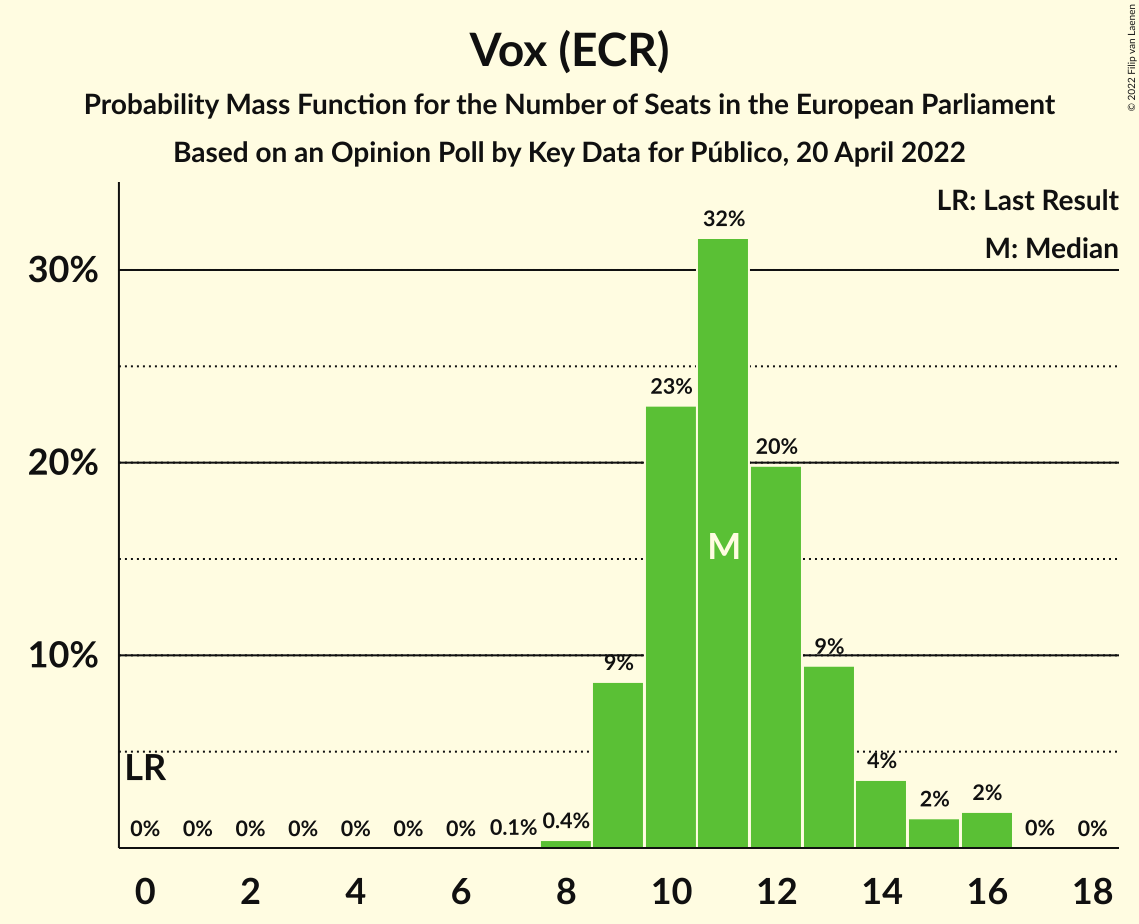 Vox (ECR)
Probability Mass Function for the Number of Seats in the European Parliament
Based on an Opinion Poll by Key Data for Público, 20 April 2022
© 2022 Filip van Laenen
LR: Last Result
M: Median
30%
20%
10%
32%
23%
20%
M
9%
9%
LR
4%
0% 0% 0% 0% 0% 0% 0% 0.1% 0.4% 2% 2% 0% 0%
0 2 4 6 8 10 12 14 16 18